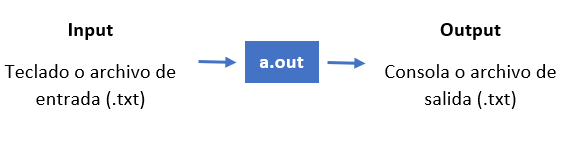 Input
Teclado o archivo de
entrada (.txt)
a.out
Output
Consola o archivo de
salida (.txt)